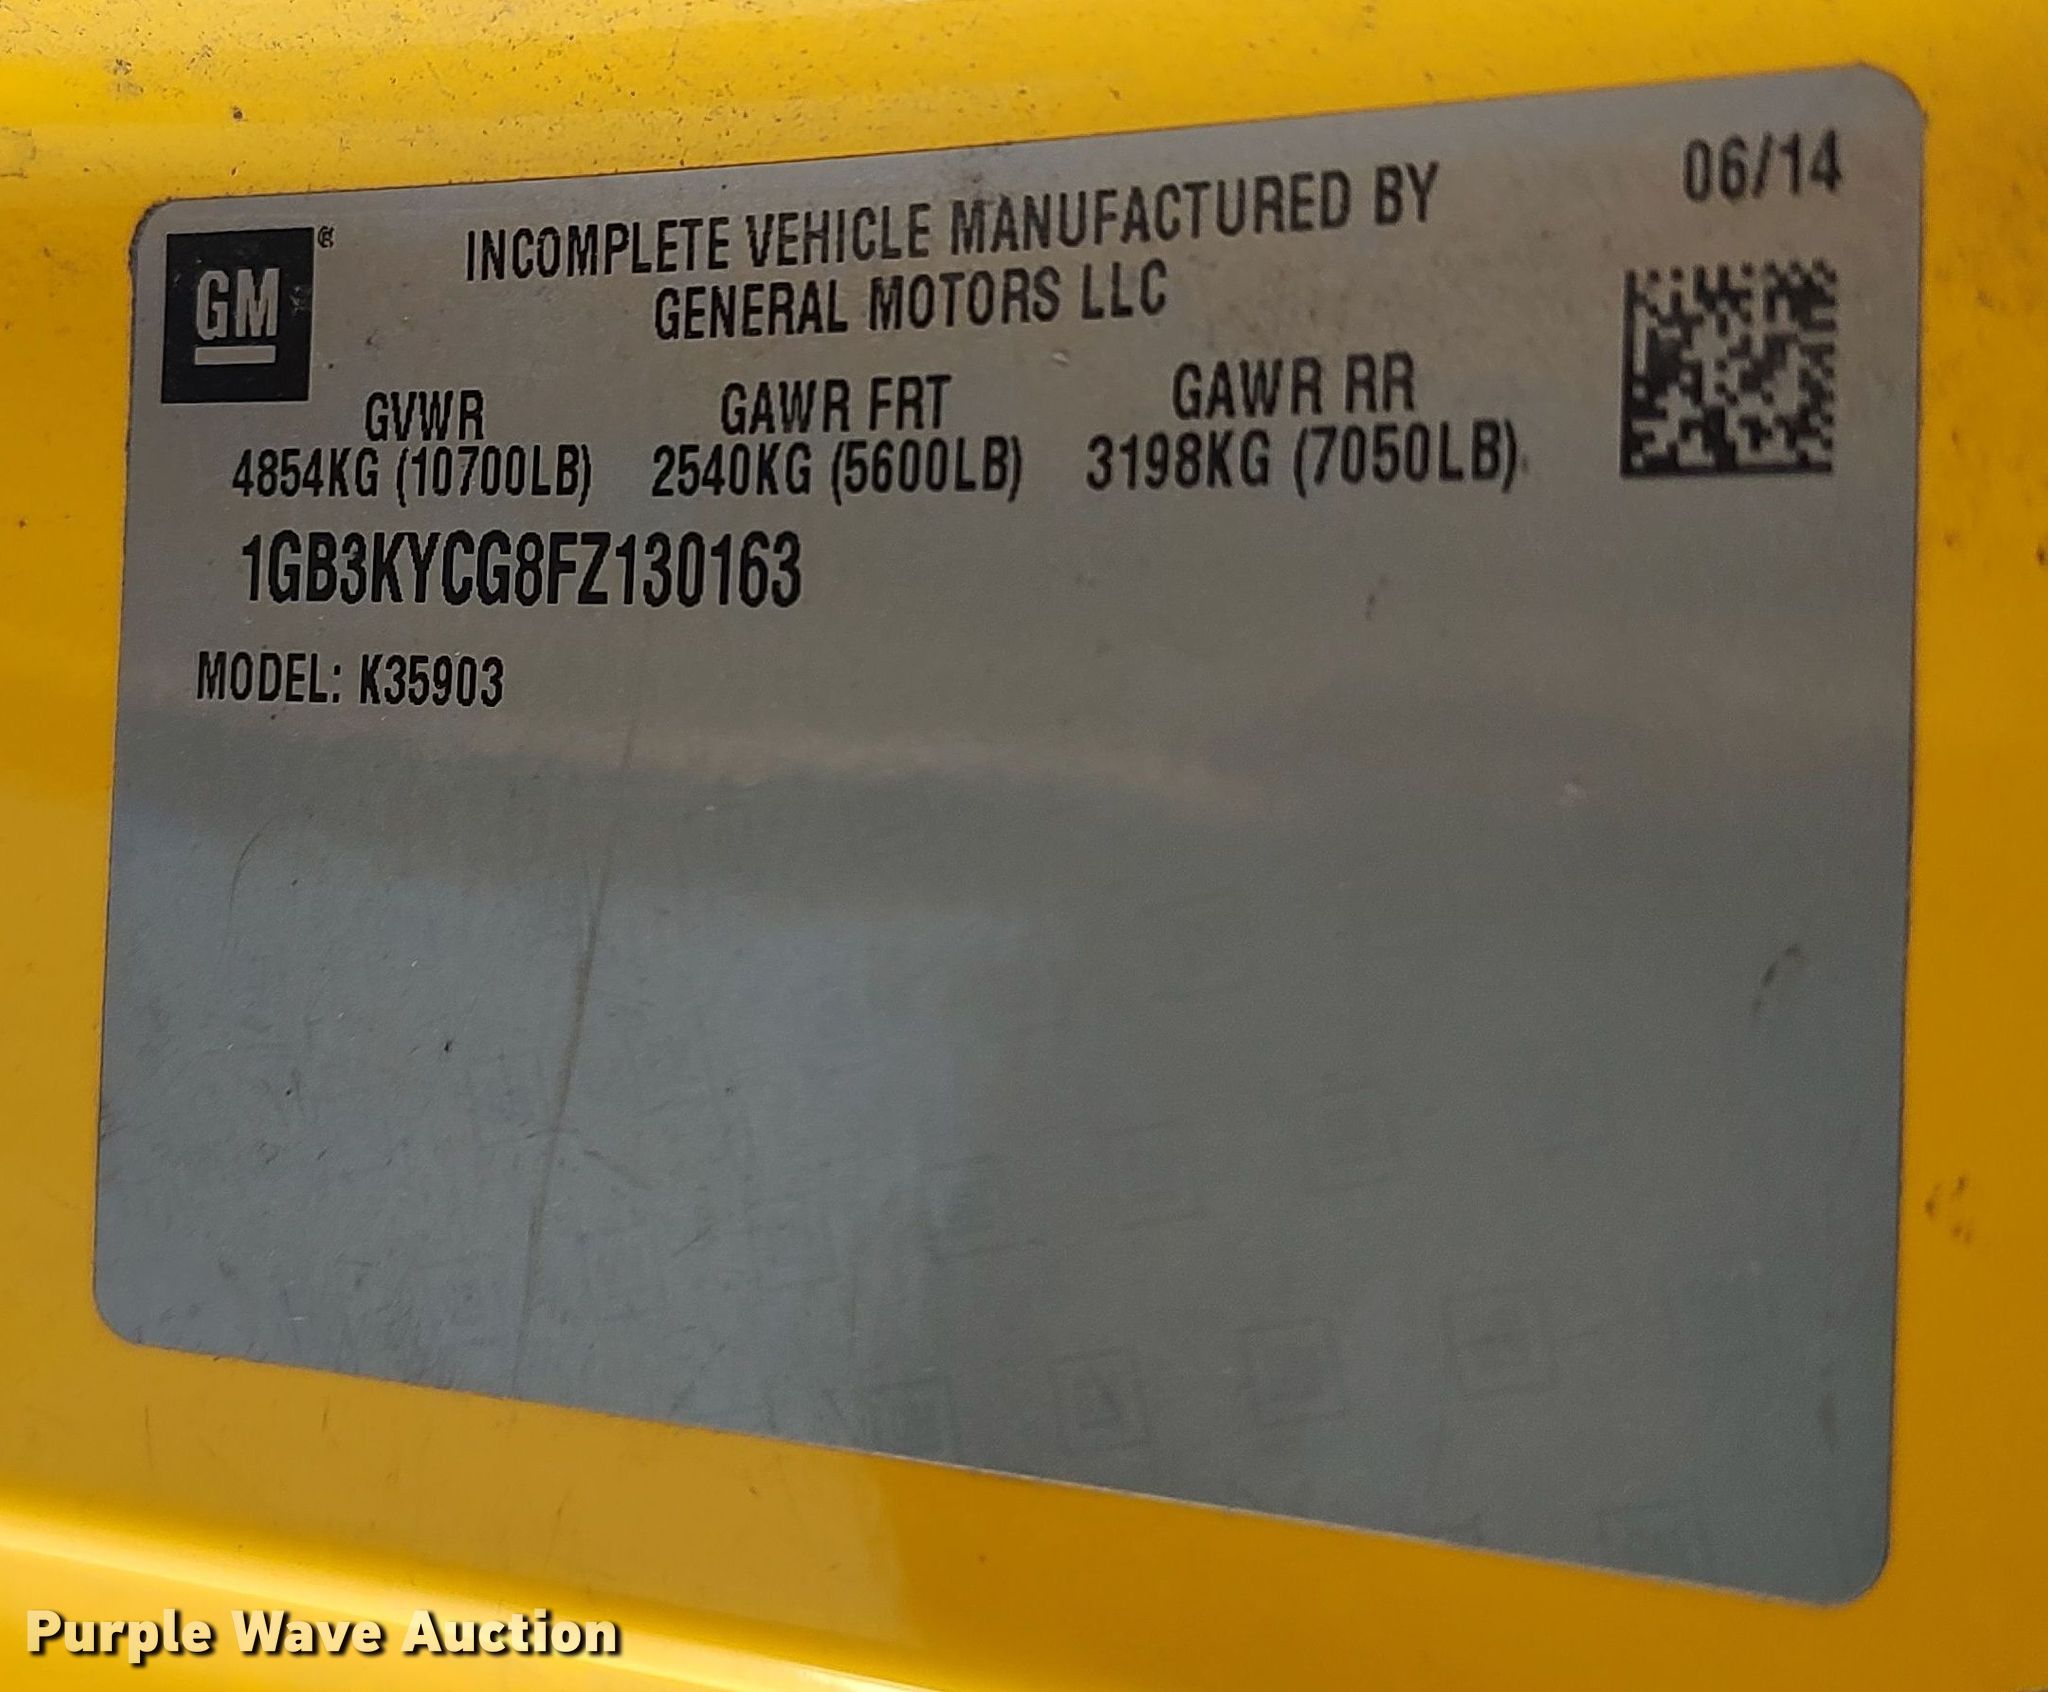 06/14
GM
INCOMPLETE VEHICLE MANUFACTURED BY
GENERAL MOTORS LLC
GVWR GAWR FRT GAWR RR
4854KG (10700LB) 2540KG (5600LB) 3198KG (7050LB)
1GB3KYCG8FZ130163
MODEL: K35903
Purple Wave Auction